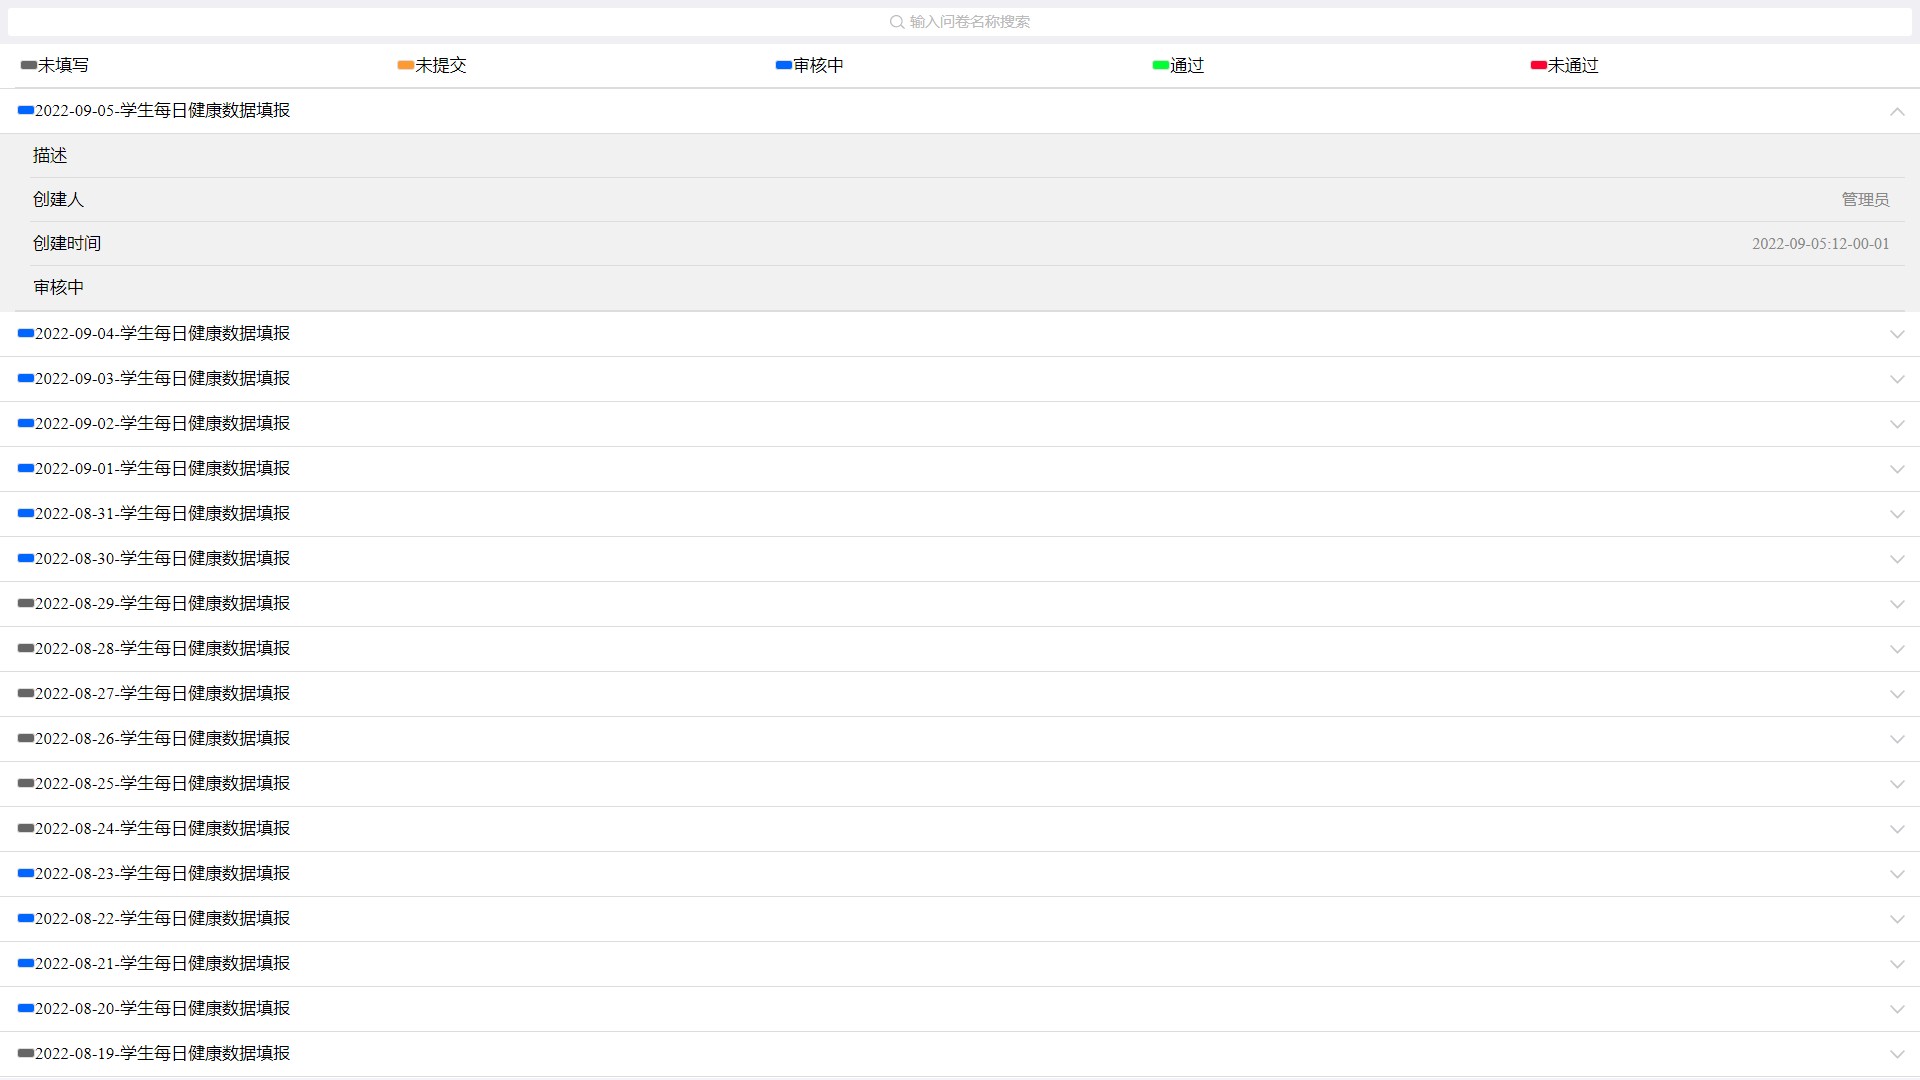 输入问卷名称搜索
未填写 未提交 审核中 通过 未通过
2022-09-05-学生每日健康数据填报
描述
创建人 管理员
创建时间 2022-09-05:12-00-01
审核中
2022-09-04-学生每日健康数据填报
2022-09-03-学生每日健康数据填报
2022-09-02-学生每日健康数据填报
2022-09-01-学生每日健康数据填报
2022-08-31-学生每日健康数据填报
2022-08-30-学生每日健康数据填报
2022-08-29-学生每日健康数据填报
2022-08-28-学生每日健康数据填报
2022-08-27-学生每日健康数据填报
2022-08-26-学生每日健康数据填报
2022-08-25-学生每日健康数据填报
2022-08-24-学生每日健康数据填报
2022-08-23-学生每日健康数据填报
2022-08-22-学生每日健康数据填报
2022-08-21-学生每日健康数据填报
2022-08-20-学生每日健康数据填报
2022-08-19-学生每日健康数据填报